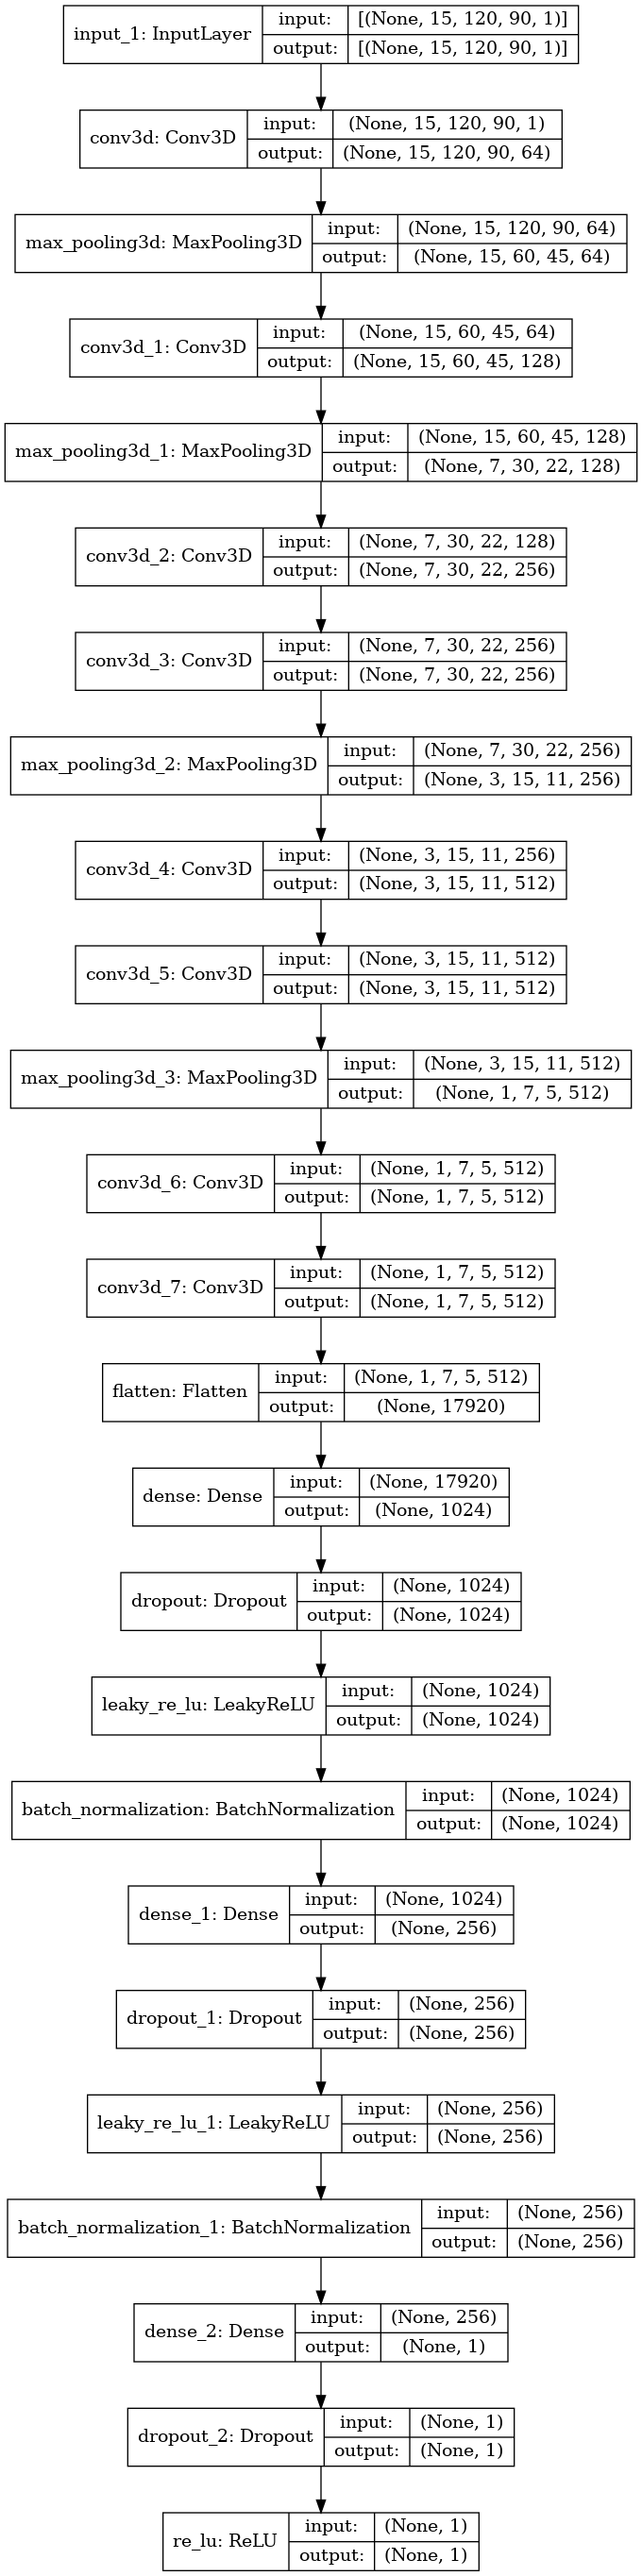 input_1: InputLayer
input:
[(None, 15, 120, 90, 1)]
output:
[(None, 15, 120, 90, 1)]
conv3d: Conv3D
input:
(None, 15, 120, 90, 1)
output:
(None, 15, 120, 90, 64)
max_pooling3d: MaxPooling3D
input:
(None, 15, 120, 90, 64)
output:
(None, 15, 60, 45, 64)
conv3d_1: Conv3D
input:
(None, 15, 60, 45, 64)
output:
(None, 15, 60, 45, 128)
max_pooling3d_1: MaxPooling3D
input:
(None, 15, 60, 45, 128)
output:
(None, 7, 30, 22, 128)
conv3d_2: Conv3D
input:
(None, 7, 30, 22, 128)
output:
(None, 7, 30, 22, 256)
conv3d_3: Conv3D
input:
(None, 7, 30, 22, 256)
output:
(None, 7, 30, 22, 256)
max_pooling3d_2: MaxPooling3D
input:
(None, 7, 30, 22, 256)
output:
(None, 3, 15, 11, 256)
conv3d_4: Conv3D
input:
(None, 3, 15, 11, 256)
output:
(None, 3, 15, 11, 512)
conv3d_5: Conv3D
input:
(None, 3, 15, 11, 512)
output:
(None, 3, 15, 11, 512)
max_pooling3d_3: MaxPooling3D
input:
(None, 3, 15, 11, 512)
output:
(None, 1, 7, 5, 512)
conv3d_6: Conv3D
input:
(None, 1, 7, 5, 512)
output:
(None, 1, 7, 5, 512)
conv3d_7: Conv3D
input:
(None, 1, 7, 5, 512)
output:
(None, 1, 7, 5, 512)
flatten: Flatten
input:
(None, 1, 7, 5, 512)
output:
(None, 17920)
dense: Dense
input:
(None, 17920)
output:
(None, 1024)
dropout: Dropout
input:
(None, 1024)
output:
(None, 1024)
leaky_re_lu: LeakyReLU
input:
(None, 1024)
output:
(None, 1024)
batch_normalization: BatchNormalization
input:
(None, 1024)
output:
(None, 1024)
dense_1: Dense
input:
(None, 1024)
output:
(None, 256)
dropout_1: Dropout
input:
(None, 256)
output:
(None, 256)
leaky_re_lu_1: LeakyReLU
input:
(None, 256)
output:
(None, 256)
batch_normalization_1: BatchNormalization
input:
(None, 256)
output:
(None, 256)
dense_2: Dense
input:
(None, 256)
output:
(None, 1)
dropout_2: Dropout
input:
(None, 1)
output:
(None, 1)
re_lu: ReLU
input:
(None, 1)
output:
(None, 1)